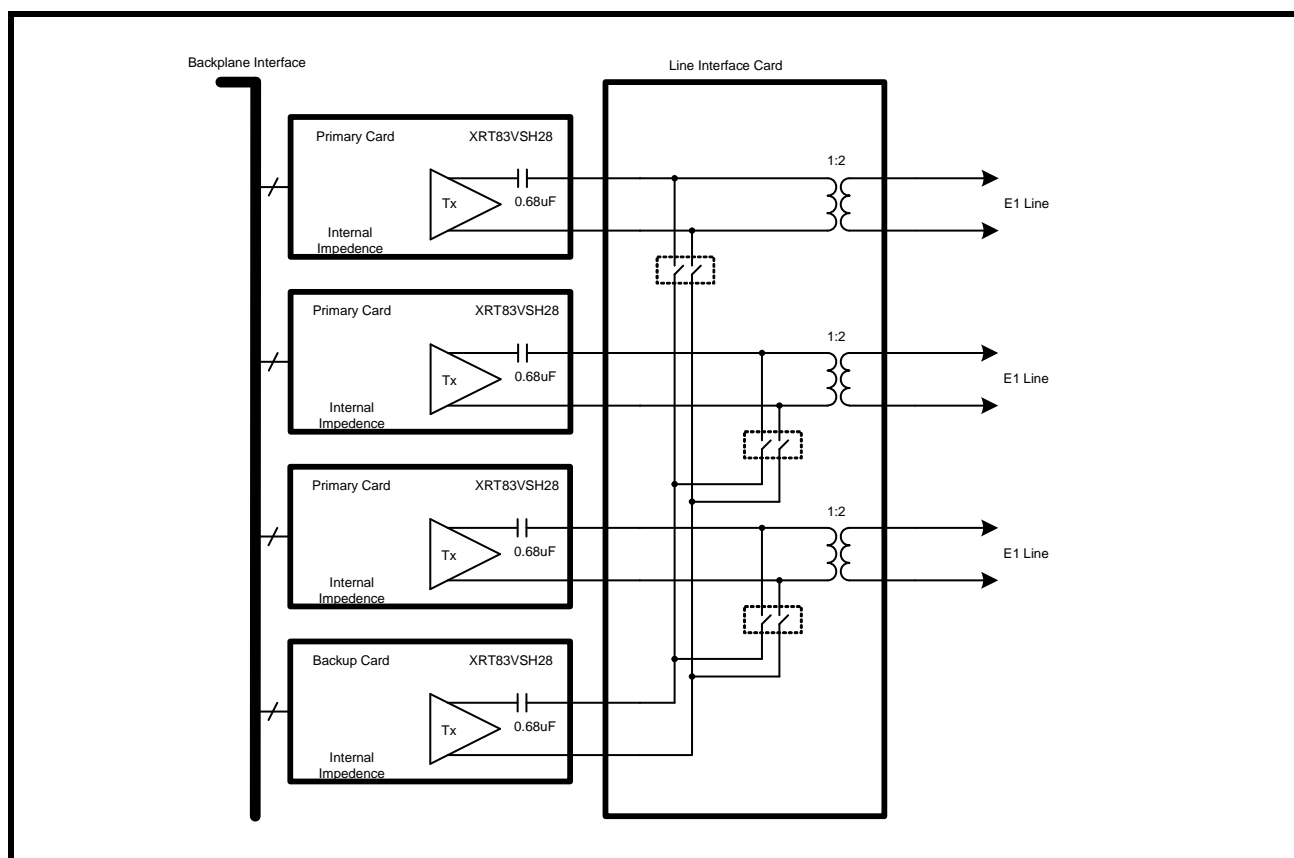 Backplane Interface
Line Interface Card
Primary Card XRT83VSH28
Tx
0.68uF
Internal
Impedence
1:2
E1 Line
Primary Card XRT83VSH28
Tx
0.68uF
Internal
Impedence
1:2
E1 Line
Primary Card XRT83VSH28
Tx
0.68uF
Internal
Impedence
1:2
E1 Line
Backup Card XRT83VSH28
Tx
0.68uF
Internal
Impedence